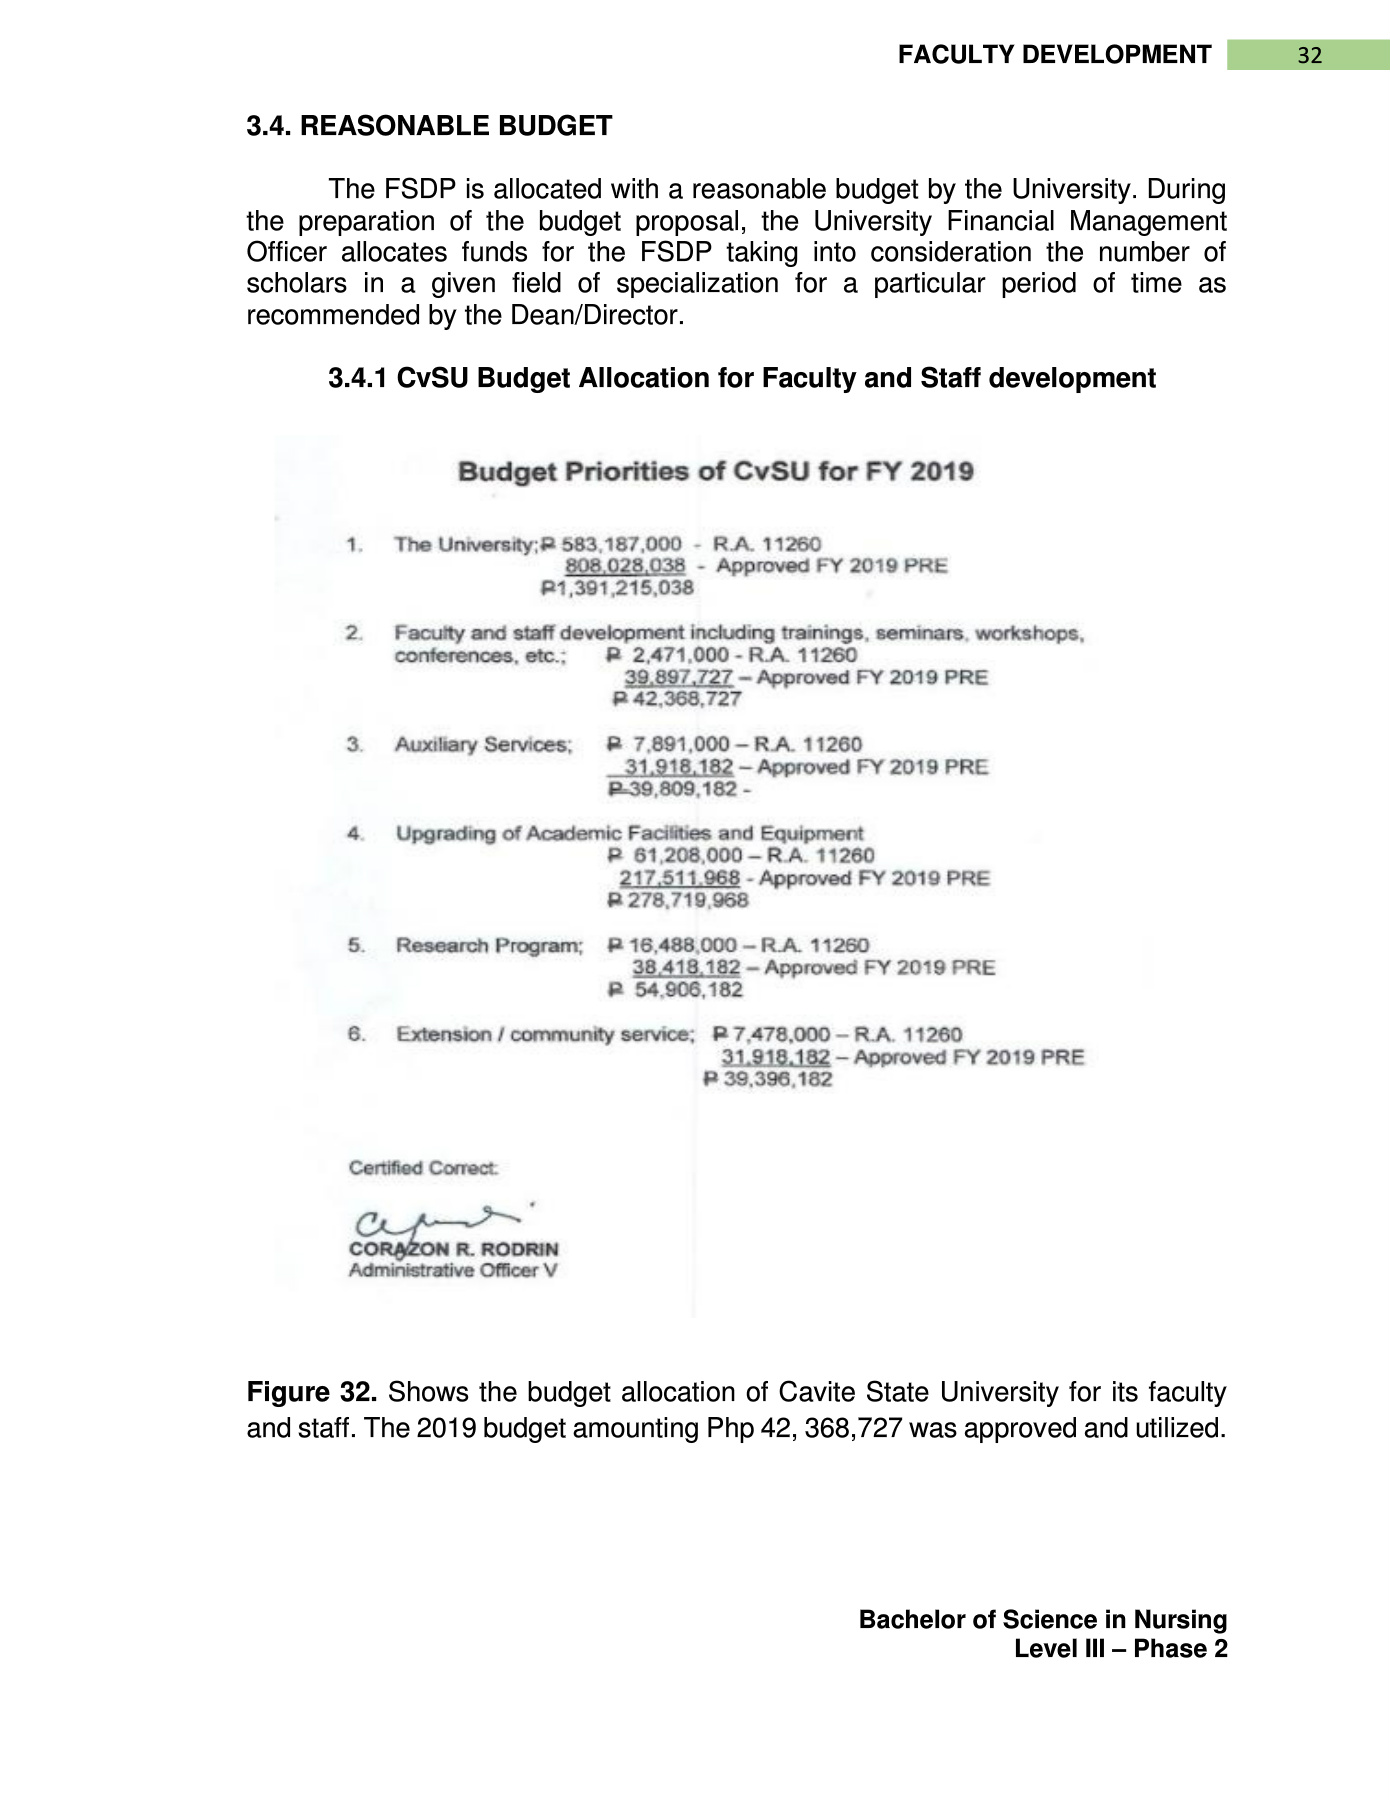 FACULTY DEVELOPMENT 32
3.4. REASONABLE BUDGET
The FSDP is allocated with a reasonable budget by the University. During
the preparation of the budget proposal, the University Financial Management
Officer allocates funds for the FSDP taking into consideration the number of
scholars in a given field of specialization for a particular period of time as
recommended by the Dean/Director.
3.4.1 CvSU Budget Allocation for Faculty and Staff development
Budget Priorities of CvSU for FY 2019
1. The University;₱ 583,187,000 - R.A. 11260
808,028,038 - Approved FY 2019 PRE
₱1,391,215,038
2. Faculty and staff development including trainings, seminars, workshops,
conferences, etc.; ₱ 2,471,000 - R.A. 11260
39,897,727 – Approved FY 2019 PRE
₱ 42,368,727
3. Auxiliary Services; ₱ 7,891,000 – R.A. 11260
31,918,182 – Approved FY 2019 PRE
₱ 39,809,182 -
4. Upgrading of Academic Facilities and Equipment
₱ 61,208,000 – R.A. 11260
217,511,968 - Approved FY 2019 PRE
₱ 278,719,968
5. Research Program; ₱ 16,488,000 – R.A. 11260
38,418,182 – Approved FY 2019 PRE
₱ 54,906,182
6. Extension / community service; ₱ 7,478,000 – R.A. 11260
31,918,182 – Approved FY 2019 PRE
₱ 39,396,182
Certified Correct:
CORAZON R. RODRIN
Administrative Officer V
Figure 32. Shows the budget allocation of Cavite State University for its faculty
and staff. The 2019 budget amounting Php 42, 368,727 was approved and utilized.
Bachelor of Science in Nursing
Level III – Phase 2